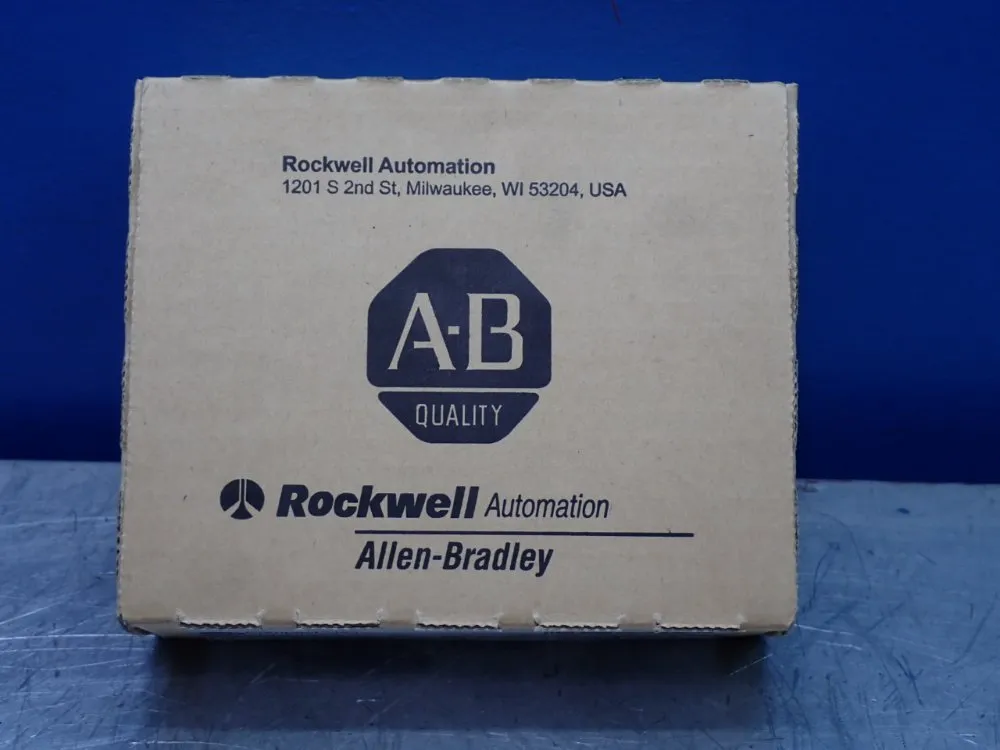 Rockwell Automation
1201 S 2nd St, Milwaukee, WI 53204, USA
A-B
QUALITY
Rockwell Automation
Allen-Bradley